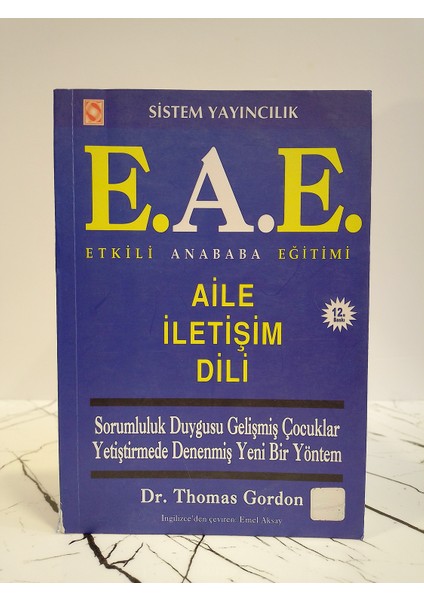 SİSTEM YAYINCILIK
E.A.E.
ETKİLİ ANABABA EĞİTİMİ
AİLE
İLETİŞİM
DİLİ
12.
Baskı
Sorumluluk Duygusu Gelişmiş Çocuklar
Yetiştirmede Denenmiş Yeni Bir Yöntem
Dr. Thomas Gordon
İngilizce'den çeviren: Emel Aksay